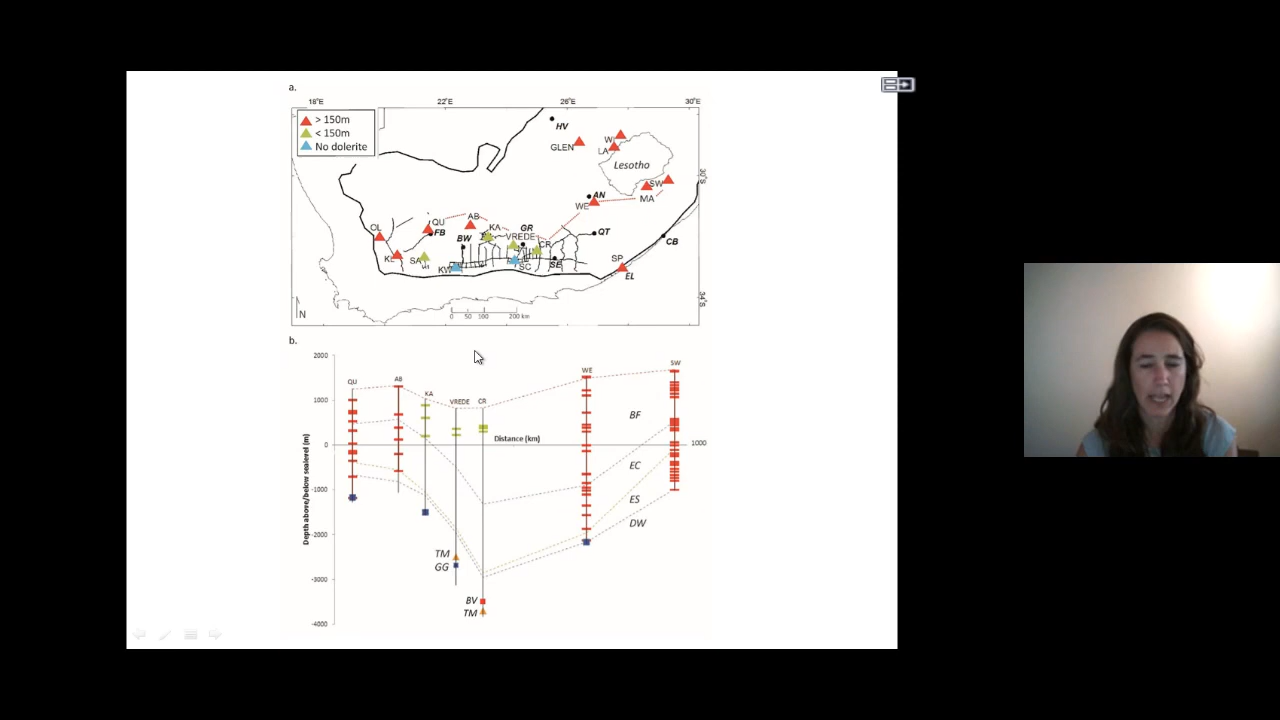 a.
18°E 22°E 26°E 30°E
> 150m
< 150m
No dolerite
HV
GLEN
LA
Lesotho
30°S
SW
MA
AN
WE
OL
QU
FB
AB
KA
GR
VREDE
BW
CR
QT
CB
KL
SA
SC
SE
SP
EL
34°S
N
0 50 100 200 km
b.
2000
1000
0
-1000
-2000
-3000
-4000
Depth above/below sealevel (m)
QU
AB
KA
VREDE
CR
WE
SW
Distance (km)
1000
BF
EC
ES
DW
TM
GG
BV
TM